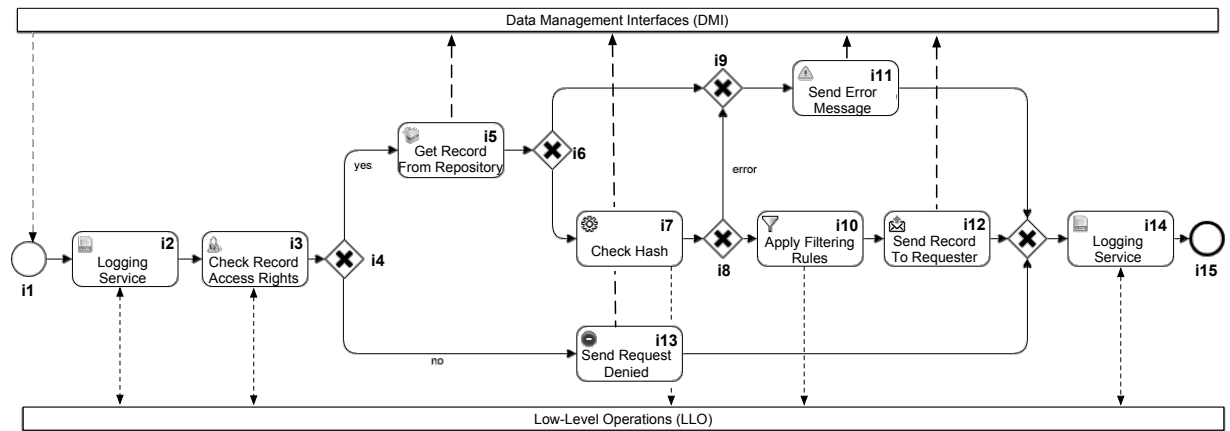 Data Management Interfaces (DMI)
i9
i11
Send Error
Message
i5
Get Record
From Repository
i6
yes
error
i2
Logging
Service
i3
Check Record
Access Rights
i4
i7
Check Hash
i8
i10
Apply Filtering
Rules
i12
Send Record
To Requester
i14
Logging
Service
i1
i15
no
i13
Send Request
Denied
Low-Level Operations (LLO)